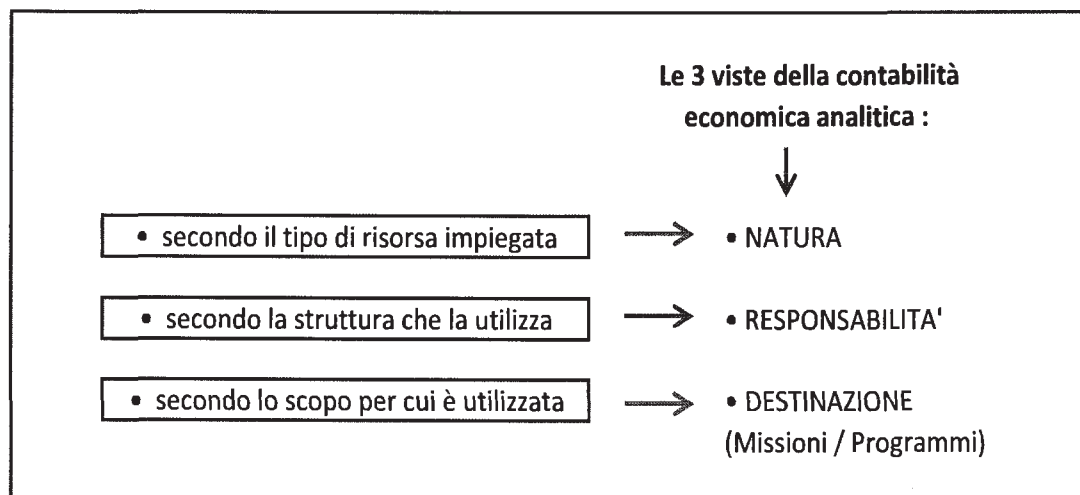 Le 3 viste della contabilità
economica analitica :
• secondo il tipo di risorsa impiegata
• NATURA
• secondo la struttura che la utilizza
• RESPONSABILITA'
• secondo lo scopo per cui è utilizzata
• DESTINAZIONE
(Missioni / Programmi)